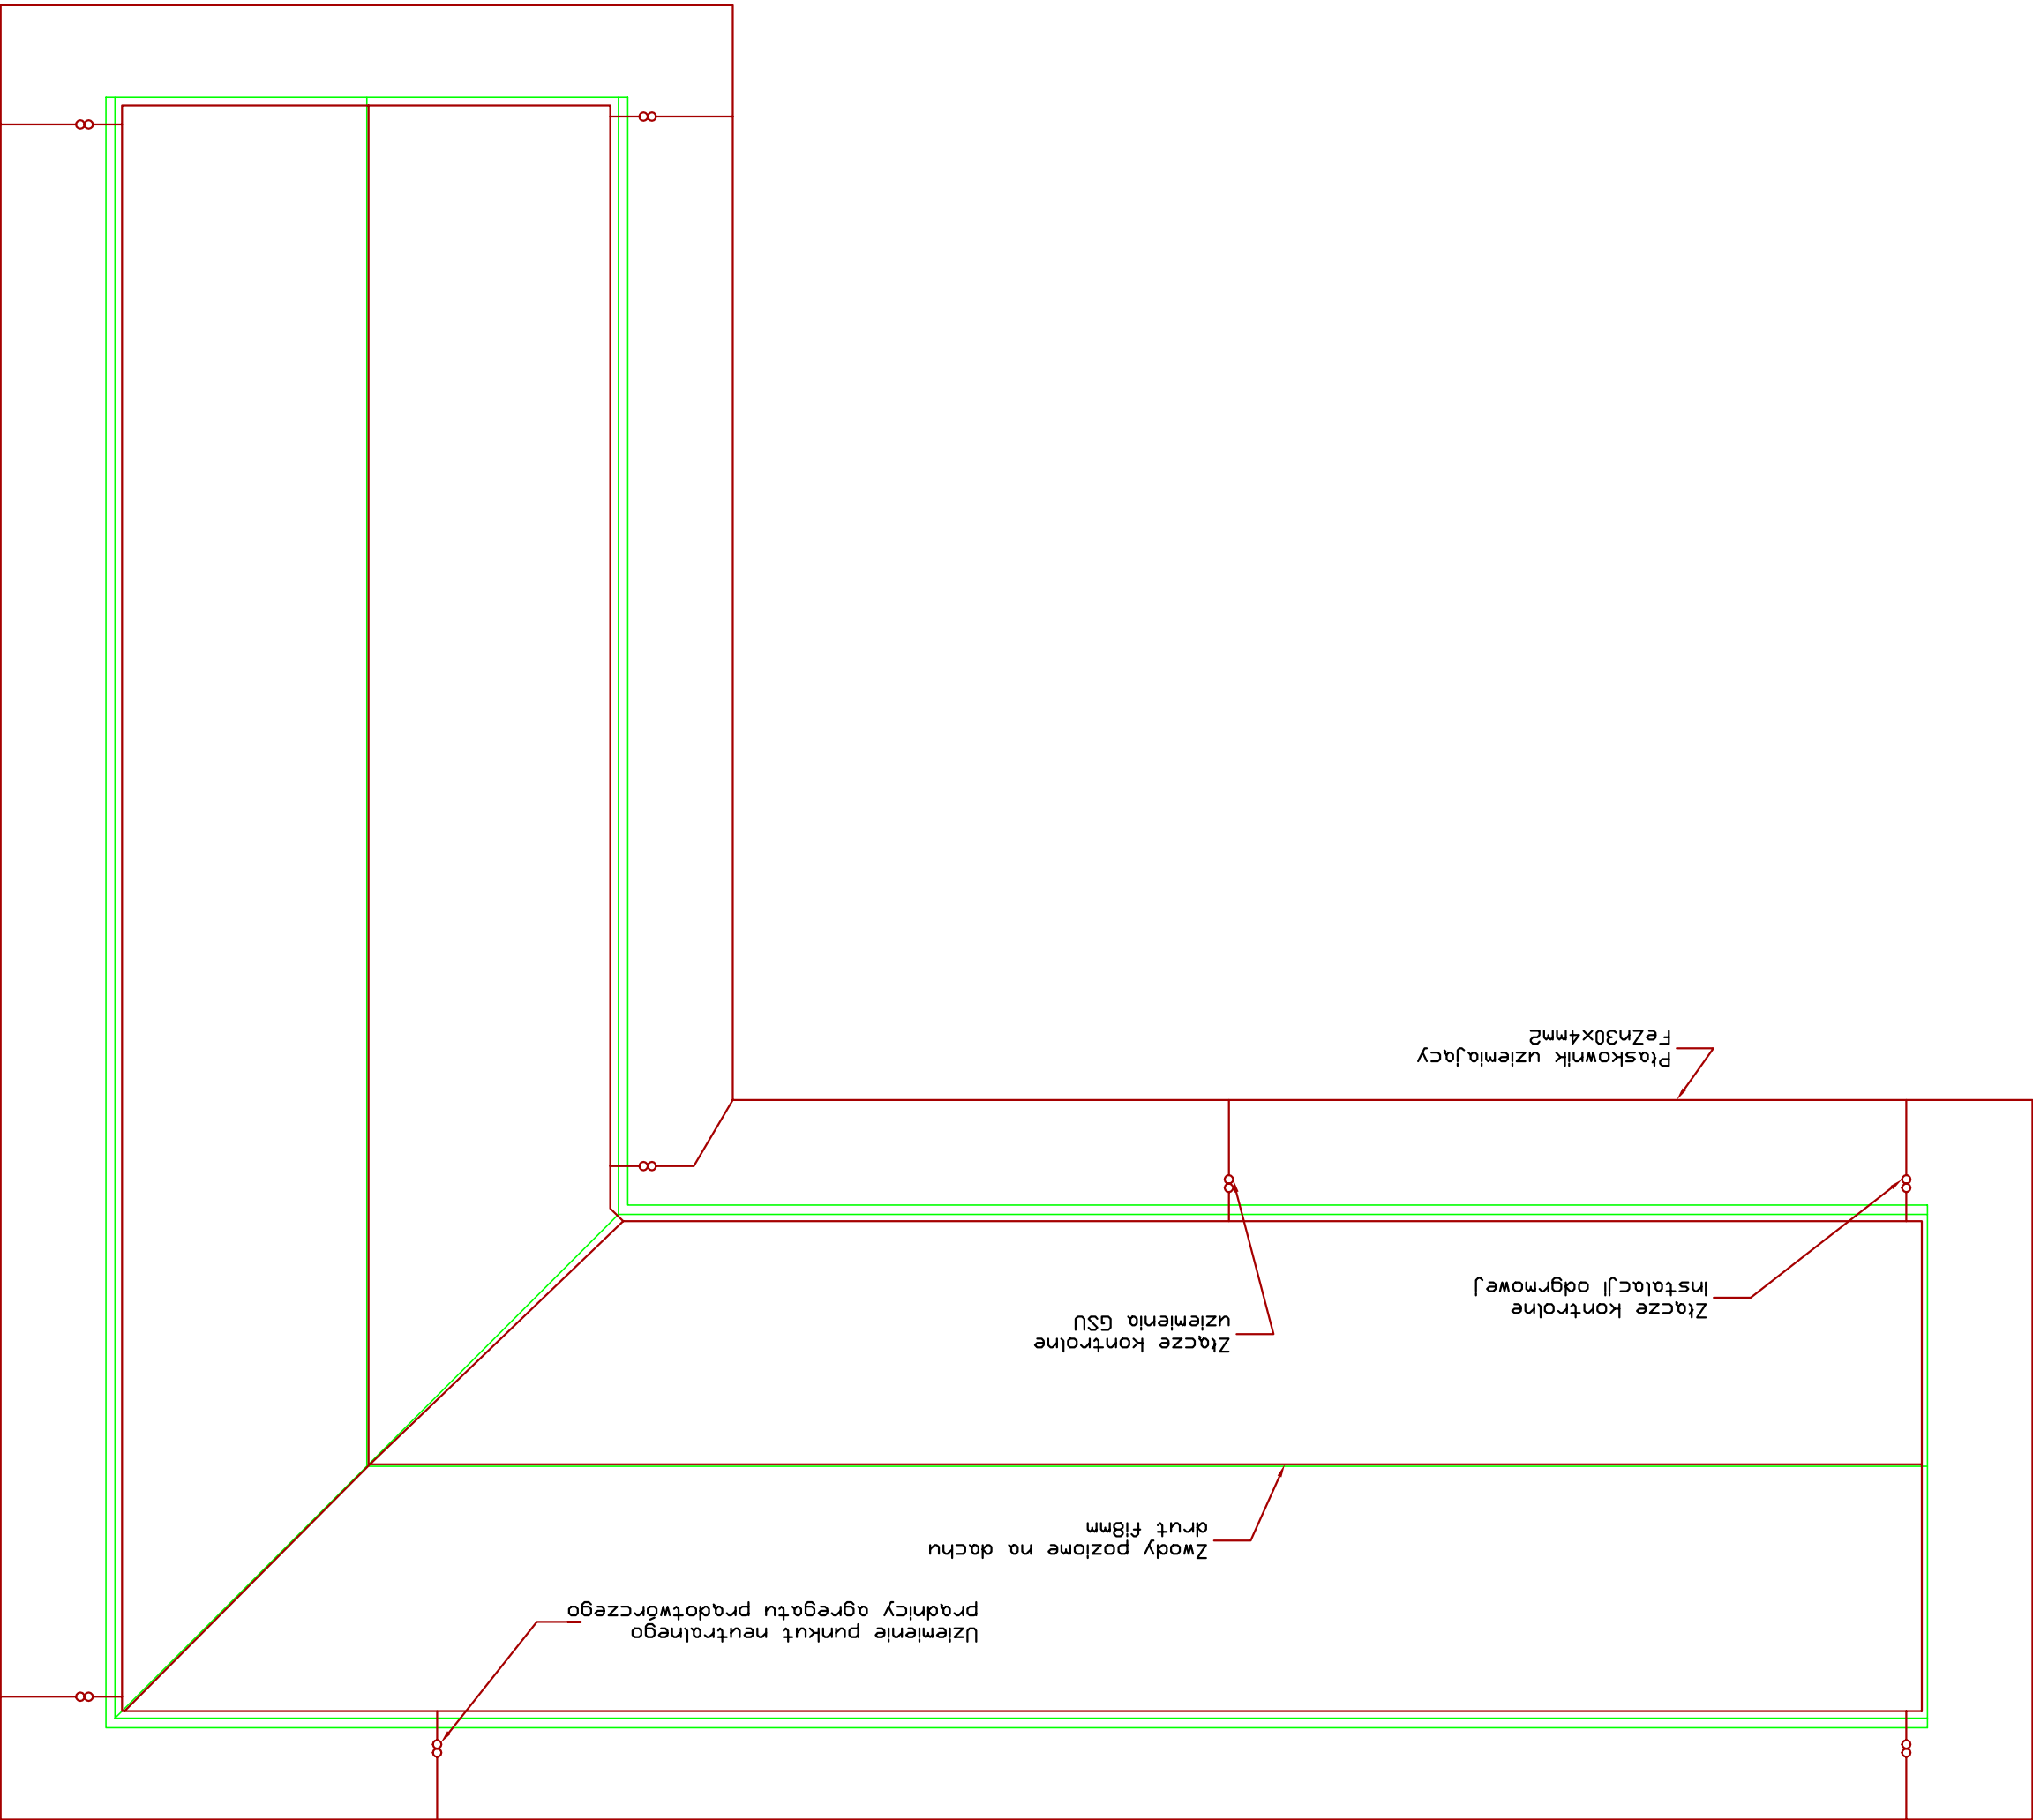 Uziemienie punkut neutralnego
prądnicy agregatu prądotwórczego
Zwody poziome na dachu
drut fi8mm
Złącze kontrolne
uziemienia GSU
Złącze kontrolne
instalacji odgrmowej
Płaskownik uziemiający
FeZn30x4mm2